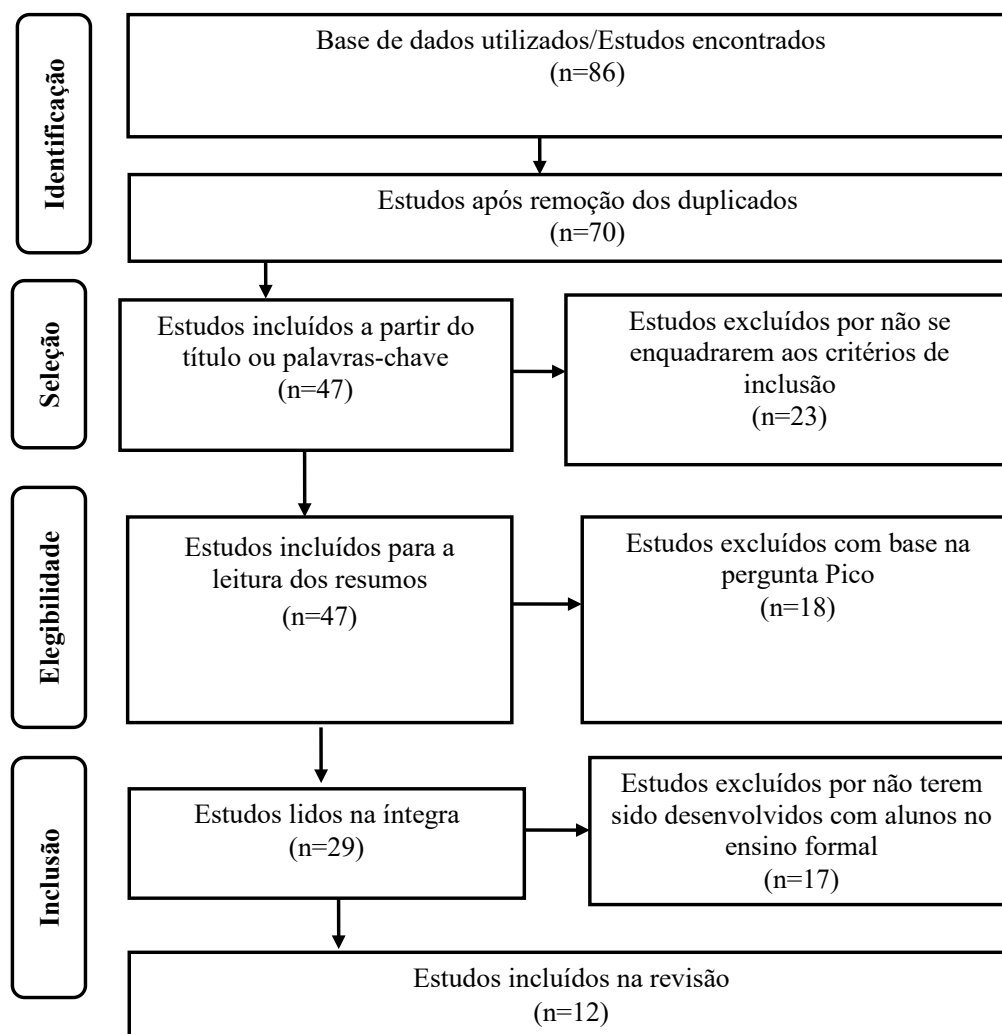 Identificação
Base de dados utilizados/Estudos encontrados
(n=86)
Estudos após remoção dos duplicados
(n=70)
Seleção
Estudos incluídos a partir do
título ou palavras-chave
(n=47)
Estudos excluídos por não se
enquadrarem aos critérios de
inclusão
(n=23)
Elegibilidade
Estudos incluídos para a
leitura dos resumos
(n=47)
Estudos excluídos com base na
pergunta Pico
(n=18)
Inclusão
Estudos lidos na íntegra
(n=29)
Estudos excluídos por não terem
sido desenvolvidos com alunos no
ensino formal
(n=17)
Estudos incluídos na revisão
(n=12)